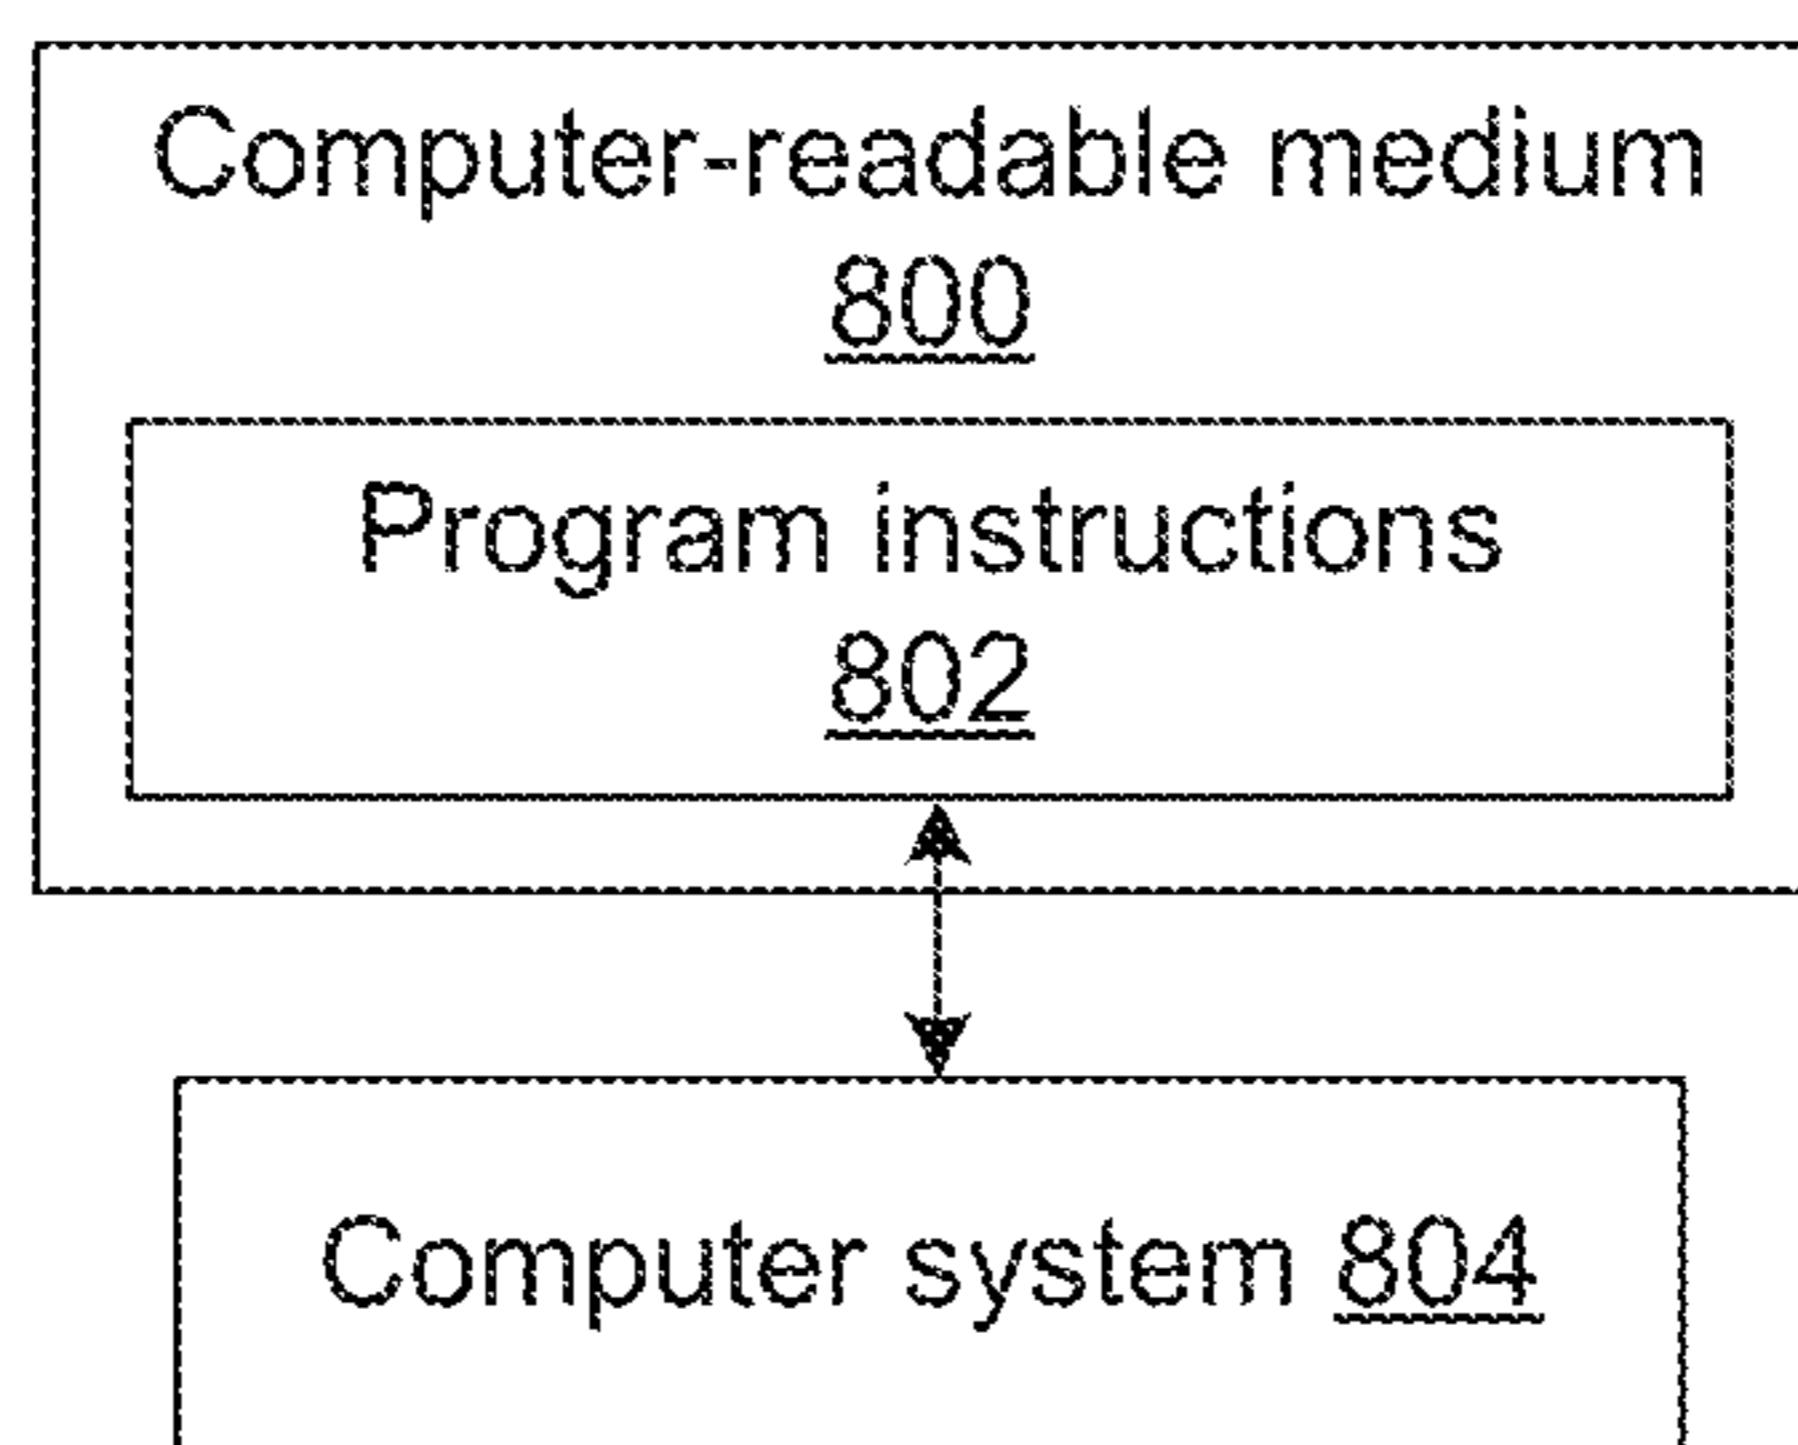 Computer-readable medium
800
Program instructions
802
Computer system 804